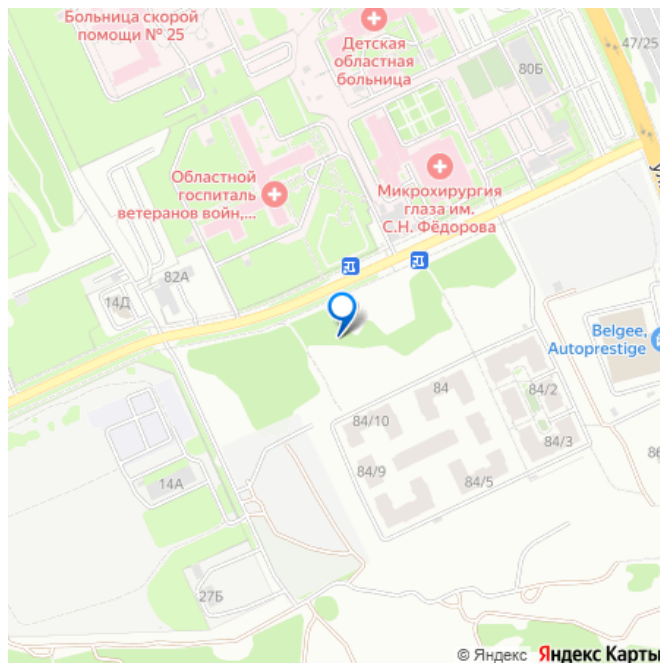 Больница скорой
помощи № 25
Детская
областная
больница
47/25
80Б
Областной
госпиталь
ветеранов войн,...
Микрохирургия
глаза им.
С.Н. Фёдорова
82А
14Д
Belgee,
Autoprestige
84/10
84
84/2
84/3
84/9
84/5
86
14А
27Б
© Яндекс Яндекс Карты